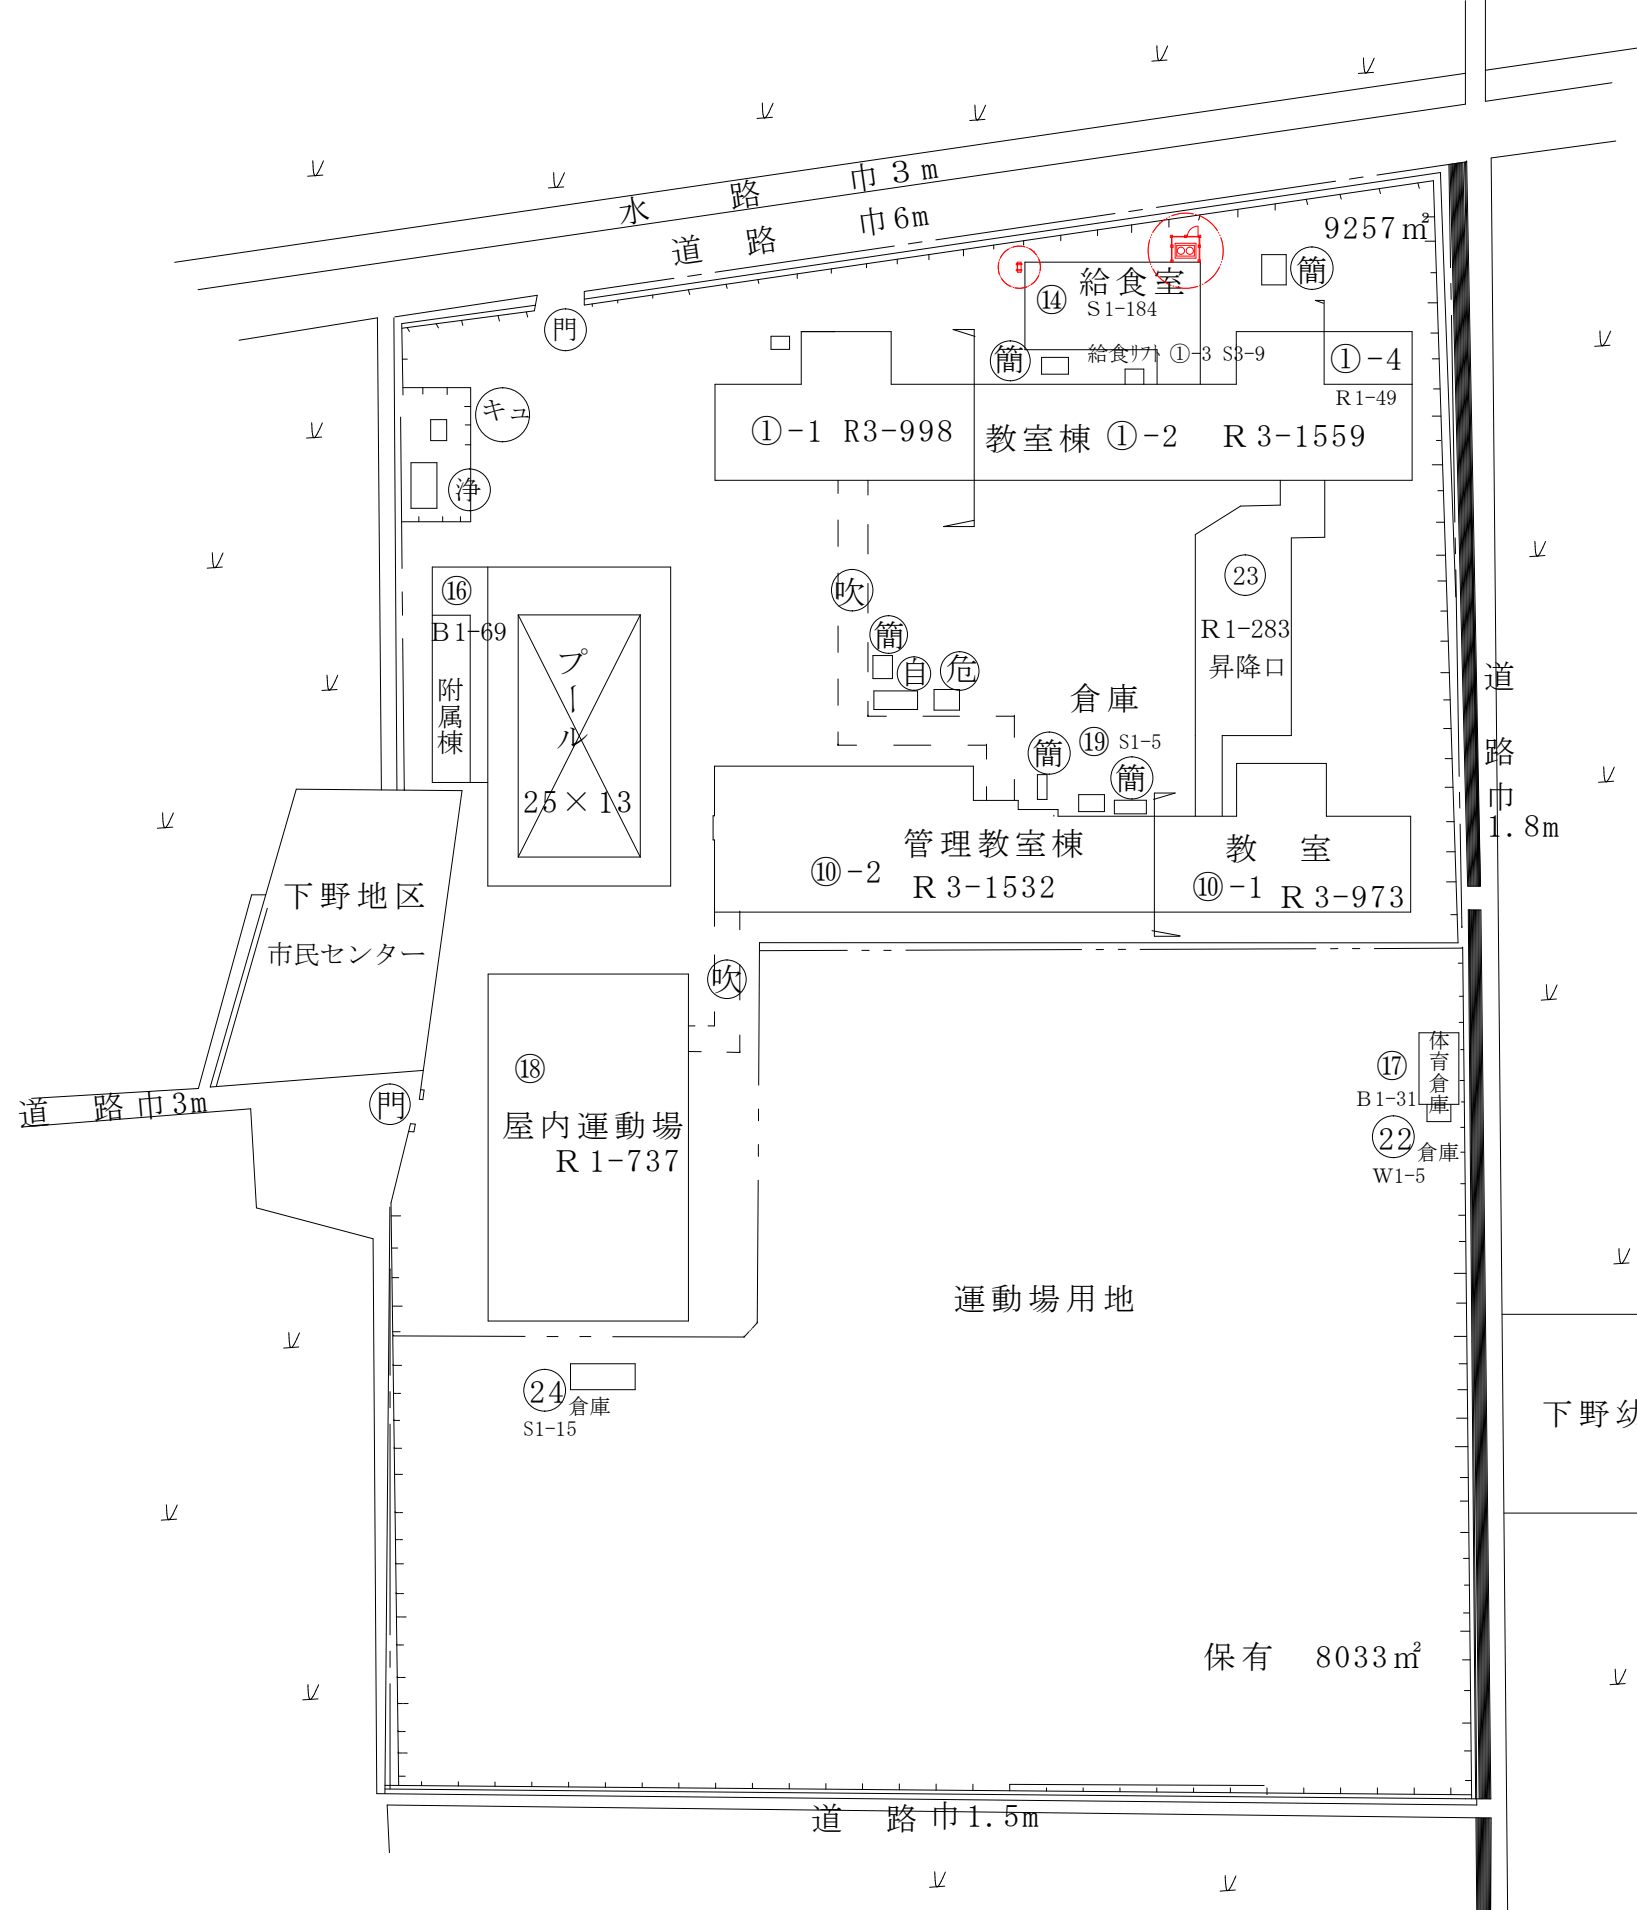 水 路 巾3m
道 路 巾6m
9257㎡
門
給食室
⑭ S1-184
簡
簡
給食ﾘﾌﾄ ①-3 S3-9
①-4
R1-49
キュ
浄
①-1 R3-998
教室棟 ①-2 R3-1559
⑯
B1-69
附属棟
プール
25×13
吹
簡
自
危
23
R1-283
昇降口
倉庫
⑲ S1-5
簡
簡
道路巾
1.8m
管理教室棟
⑩-2 R3-1532
教 室
⑩-1 R3-973
下野地区
市民センター
吹
道 路巾3m
門
⑱
屋内運動場
R1-737
⑰
B1-31
体育倉庫
22 倉庫
W1-5
運動場用地
24 倉庫
S1-15
下野幼
保有 8033㎡
道 路巾1.5m